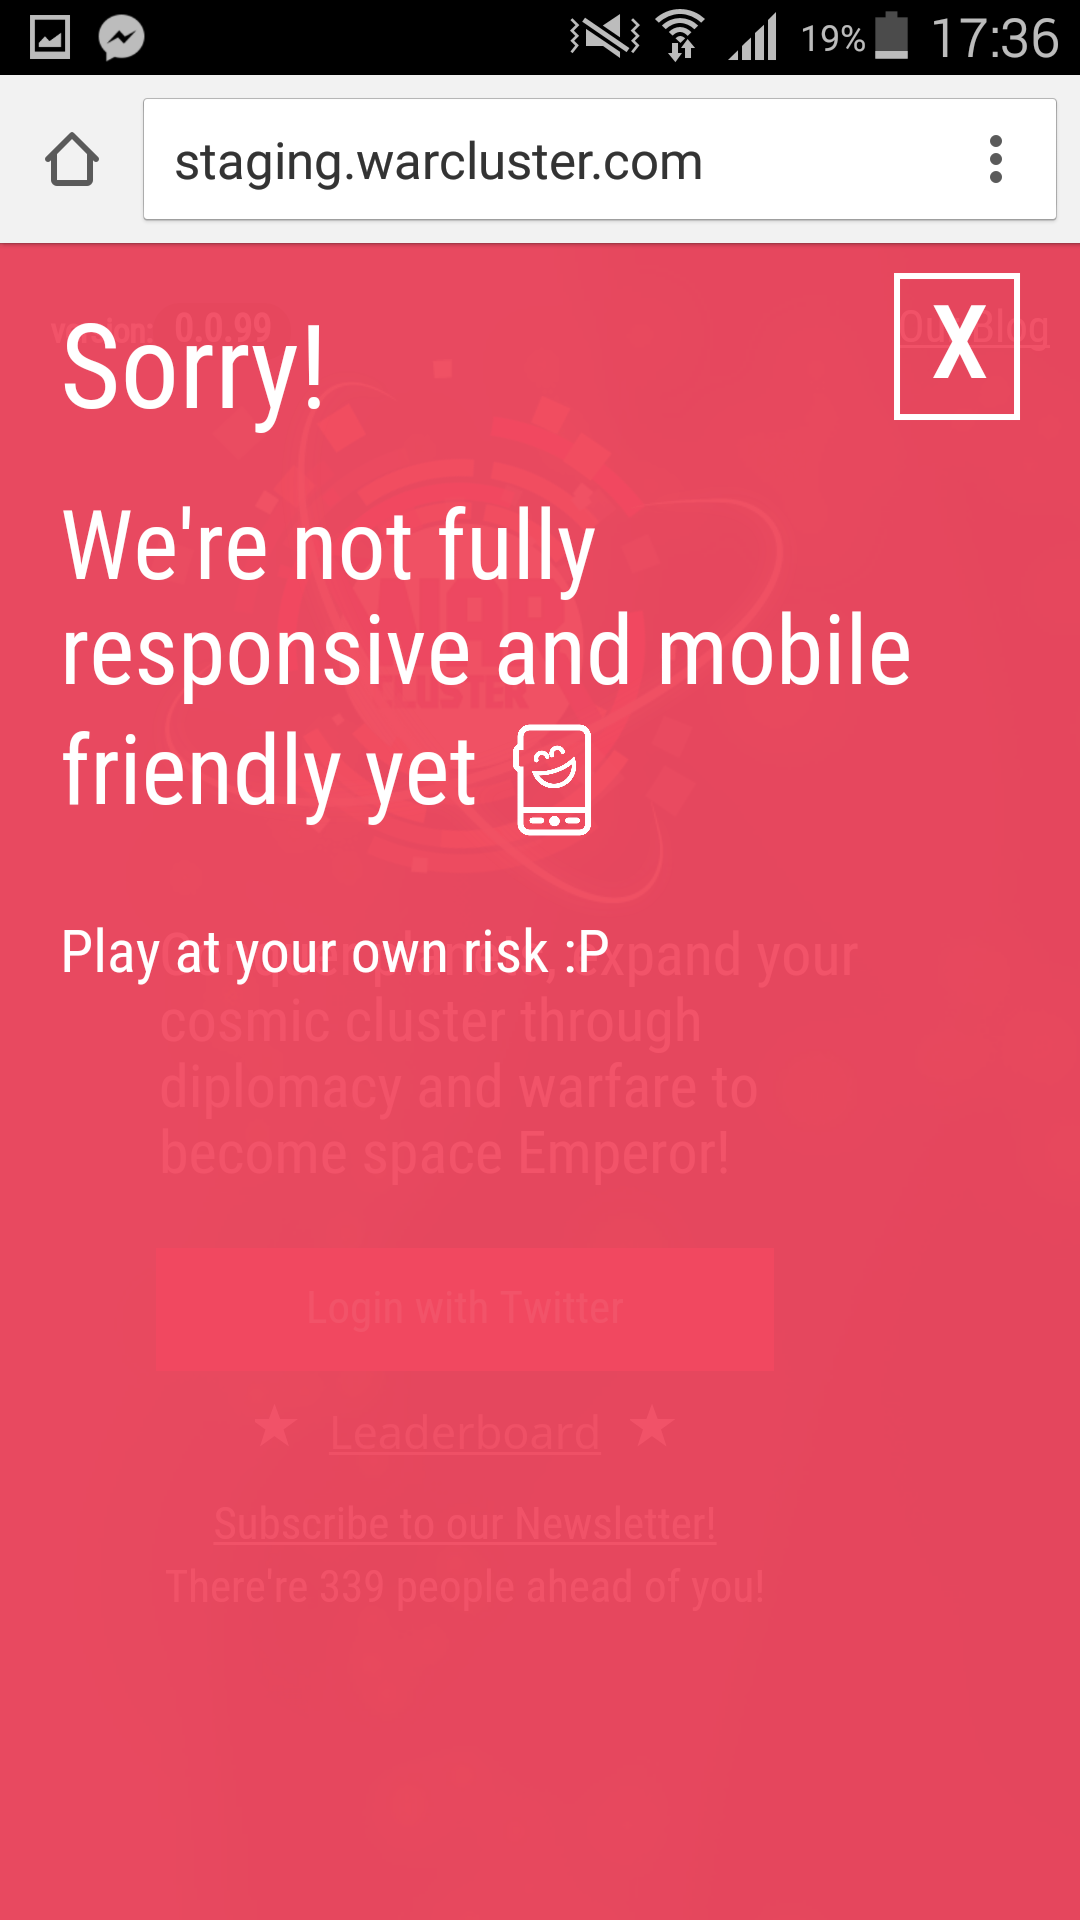 19% 17:36
staging.warcluster.com
version: 0.0.99
Our Blog
X
Sorry!
We're not fully
responsive and mobile
friendly yet
WAR
CLUSTER
Play at your own risk :P
expand your
cosmic cluster through
diplomacy and warfare to
become space Emperor!
Login with Twitter
Leaderboard
Subscribe to our Newsletter!
There're 339 people ahead of you!